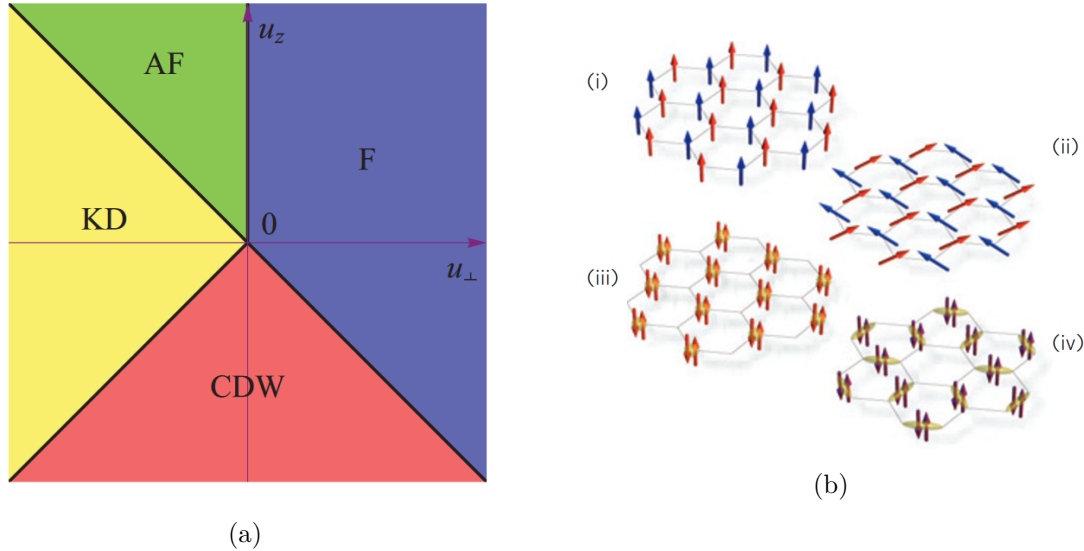 AF
u_z
F
KD
0
u_⊥
CDW
(a)
(i)
(ii)
(iii)
(iv)
(b)